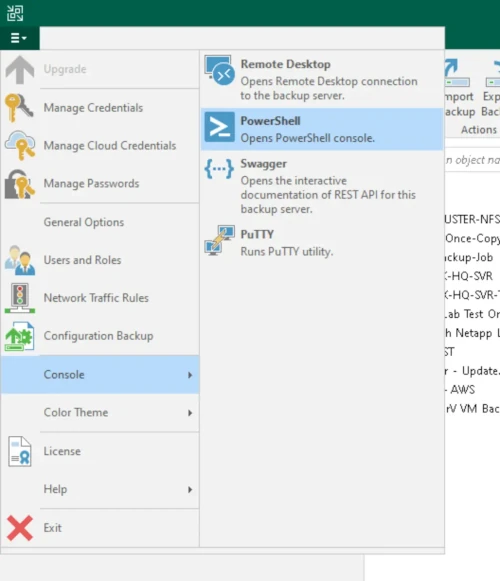 Upgrade
Manage Credentials
Manage Cloud Credentials
Manage Passwords
General Options
Users and Roles
Network Traffic Rules
Configuration Backup
Console
Color Theme
License
Help
Exit
Remote Desktop
Opens Remote Desktop connection
to the backup server.
PowerShell
Opens PowerShell console.
Swagger
Opens the interactive
documentation of REST API for this
backup server.
PuTTY
Runs PuTTY utility.
mport
Exp
ackup
Bac
Actions
n object na
USTER-NFS
Once-Copy
ackup-Job
-HQ-SVR
-HQ-SVR-T
Lab Test On
h Netapp L
ST
r - Update.
- AWS
erV VM Bac